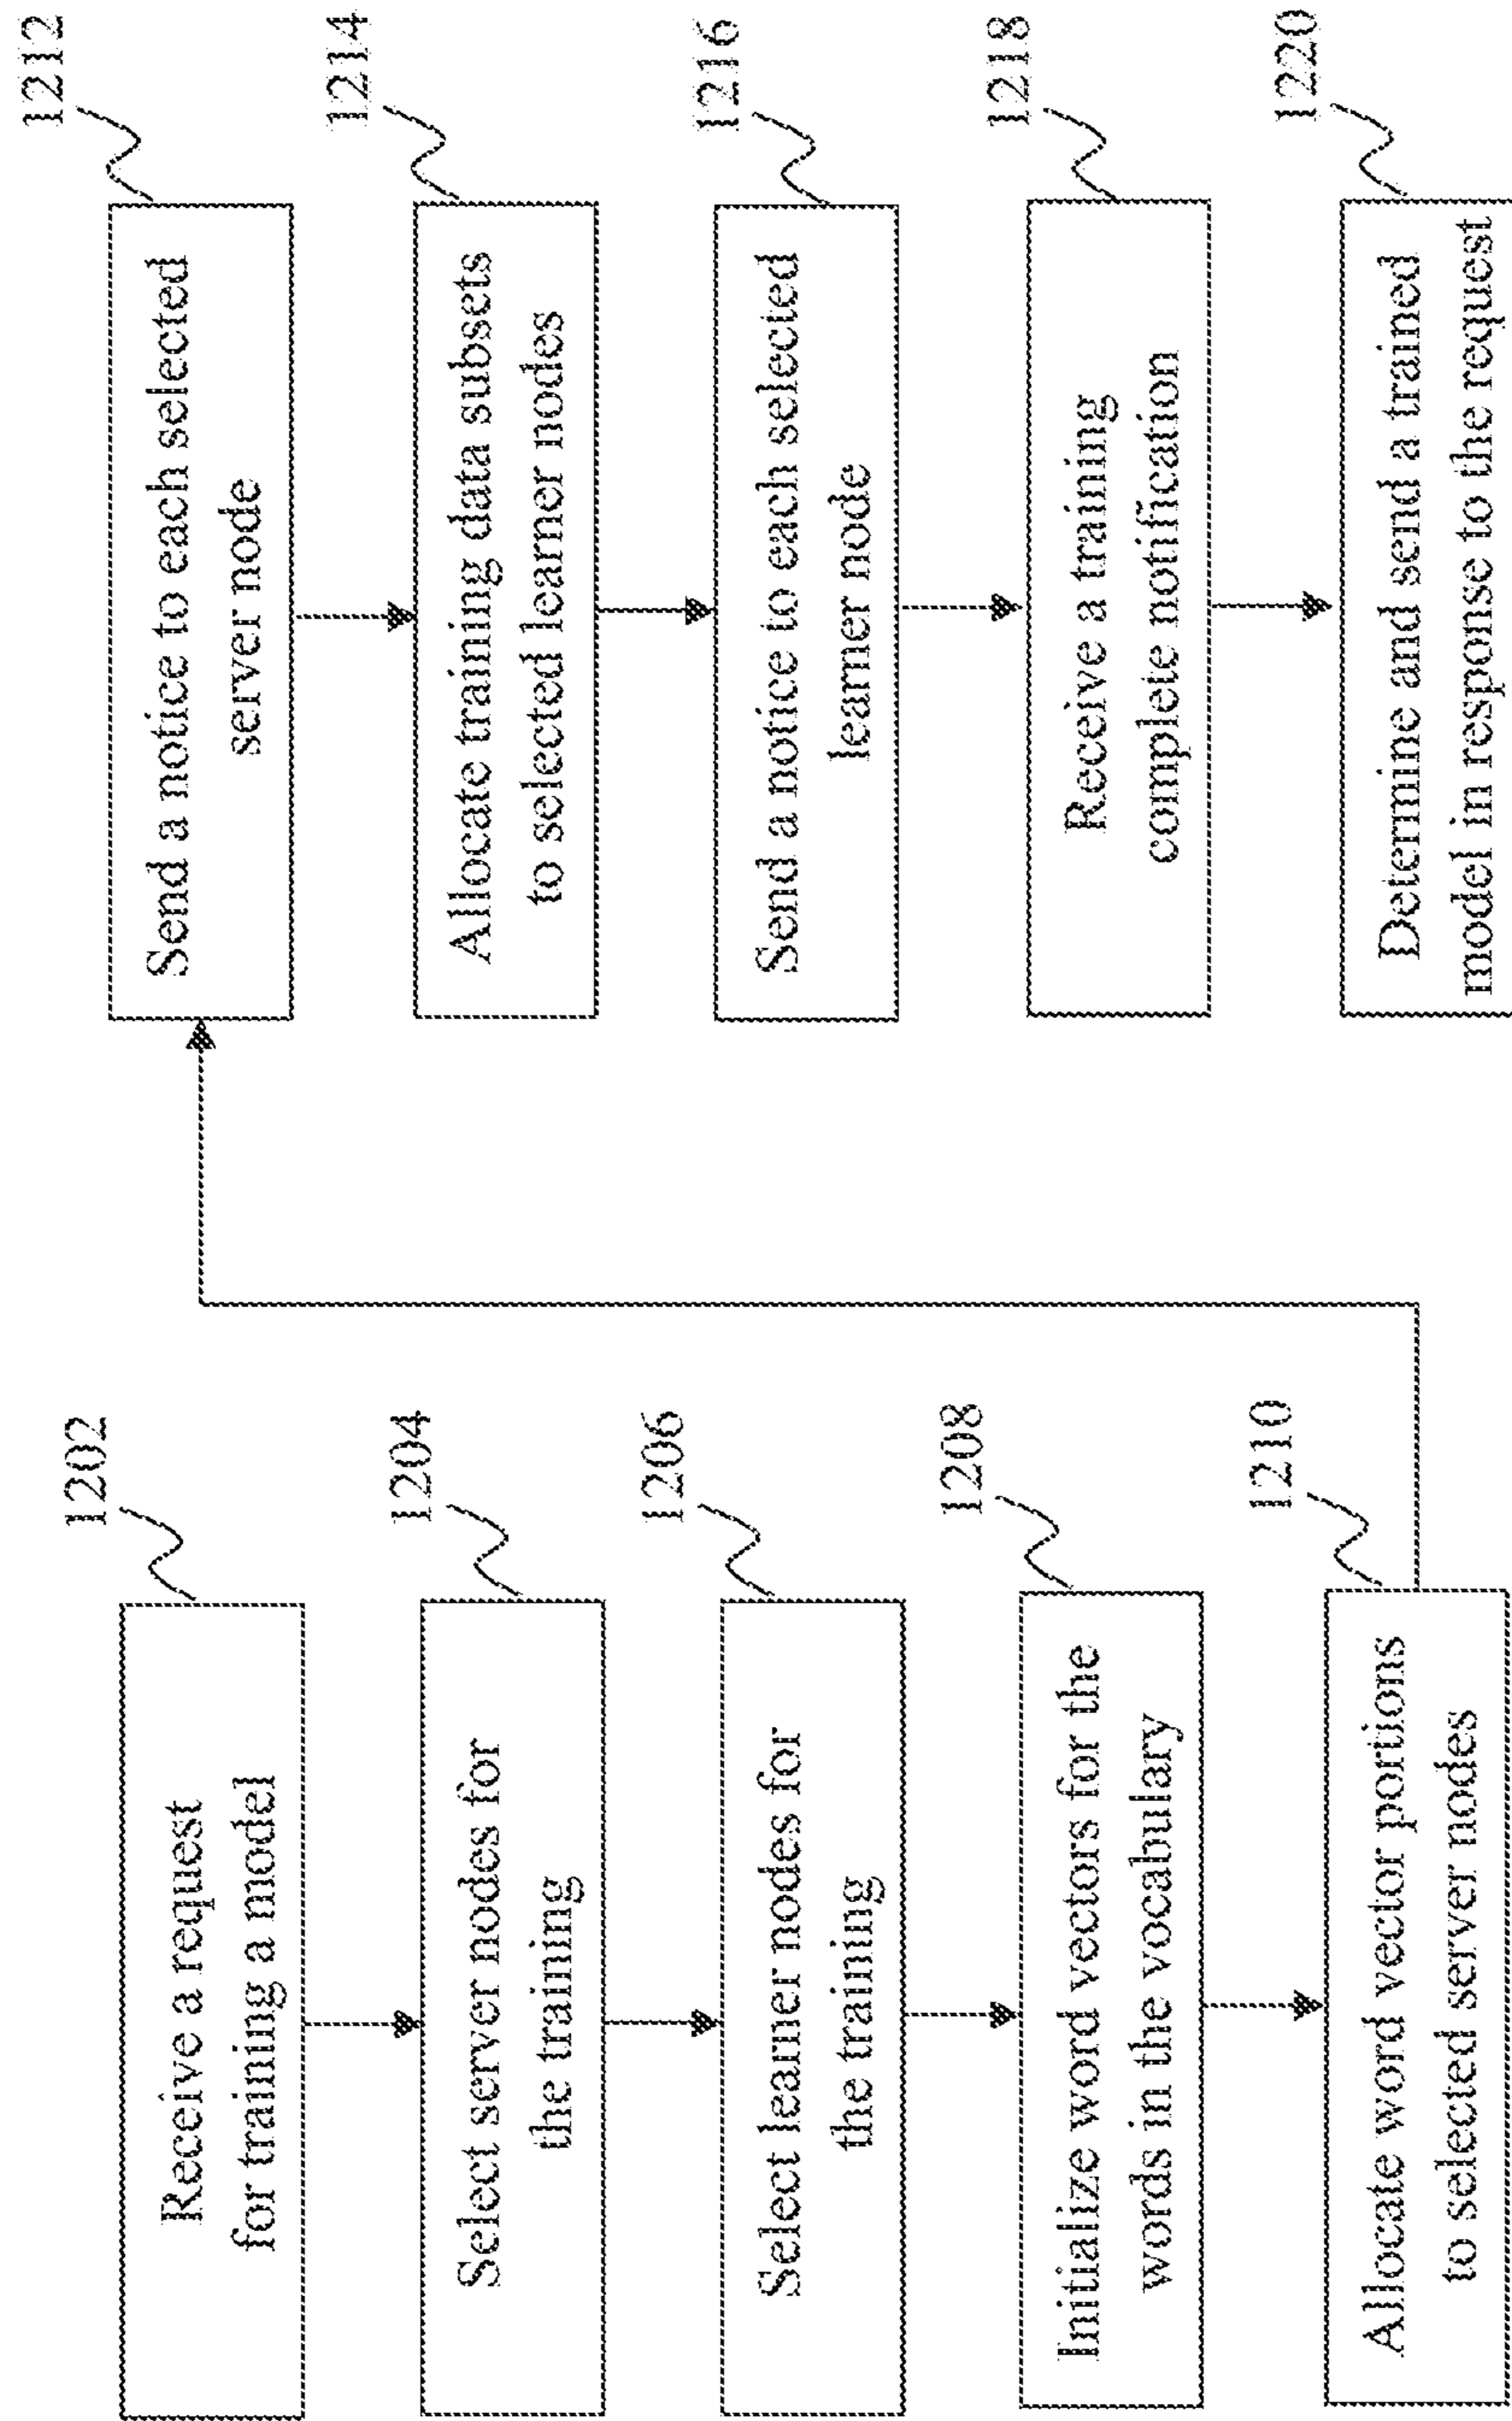 1202
Receive a request
for training a model
1204
Select server nodes for
the training
1206
Select learner nodes for
the training
1208
Initialize word vectors for the
words in the vocabulary
1210
Allocate word vector portions
to selected server nodes
1212
Send a notice to each selected
server node
1214
Allocate training data subsets
to selected learner nodes
1216
Send a notice to each selected
learner node
1218
Receive a training
complete notification
1220
Determine and send a trained
model in response to the request